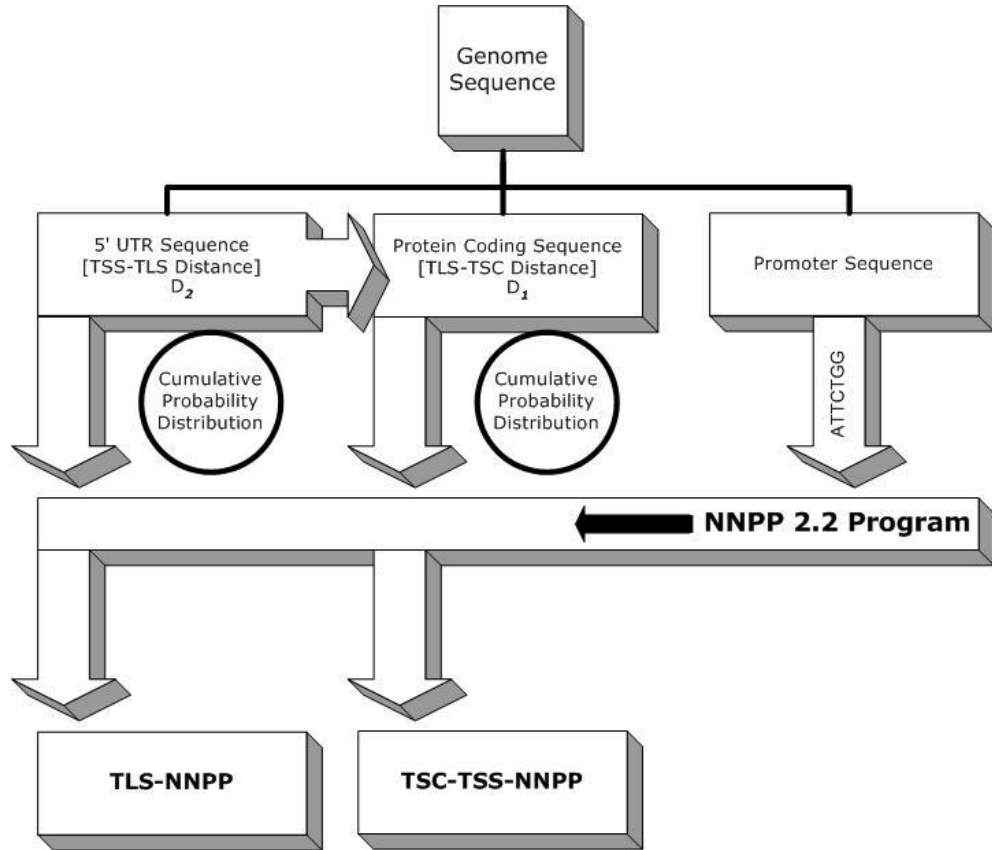 Genome
Sequence
5' UTR Sequence
[TSS-TLS Distance]
D2
Protein Coding Sequence
[TLS-TSC Distance]
D1
Promoter Sequence
Cumulative
Probability
Distribution
Cumulative
Probability
Distribution
ATTCTGG
NNPP 2.2 Program
TLS-NNPP
TSC-TSS-NNPP